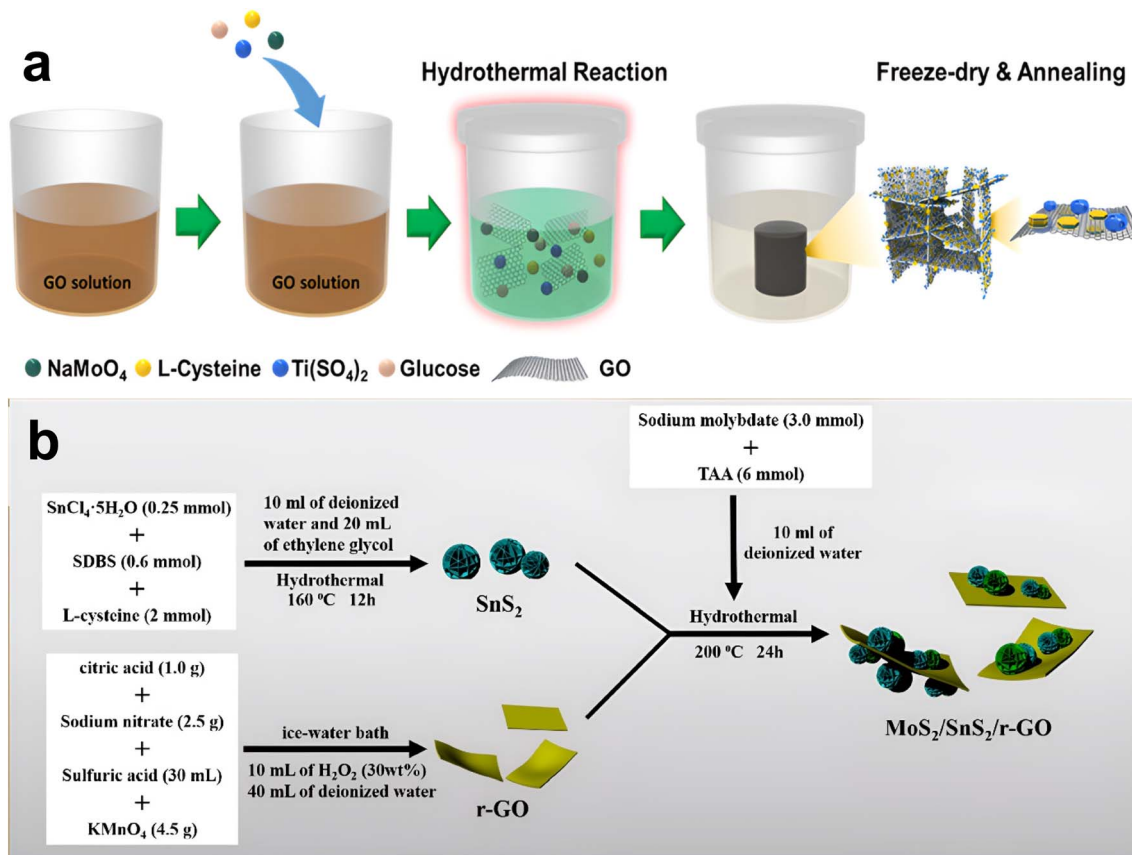 a
Hydrothermal Reaction
Freeze-dry & Annealing
GO solution
GO solution
NaMoO₄
L-Cysteine
Ti(SO₄)₂
Glucose
GO
b
Sodium molybdate (3.0 mmol)
+
TAA (6 mmol)
SnCl₄·5H₂O (0.25 mmol)
+
SDBS (0.6 mmol)
+
L-cysteine (2 mmol)
10 ml of deionized
water and 20 mL
of ethylene glycol
Hydrothermal
160 ⁰C 12h
SnS₂
10 ml of
deionized water
Hydrothermal
200 ⁰C 24h
citric acid (1.0 g)
+
Sodium nitrate (2.5 g)
+
Sulfuric acid (30 mL)
+
KMnO₄ (4.5 g)
ice-water bath
10 mL of H₂O₂ (30wt%)
40 mL of deionized water
r-GO
MoS₂/SnS₂/r-GO